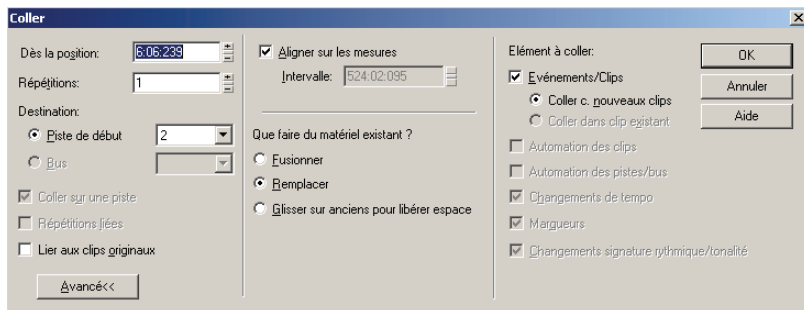 Coller
Dès la position: 6:06:239
Répétitions: 1
Destination:
Piste de début 2
Bus
Coller sur une piste
Répétitions liées
Lier aux clips originaux
Avancé<<
Aligner sur les mesures
Intervalle: 524:02:095
Que faire du matériel existant ?
Fusionner
Remplacer
Glisser sur anciens pour libérer espace
Elément à coller:
Evénements/Clips
Coller c. nouveaux clips
Coller dans clip existant
Automation des clips
Automation des pistes/bus
Changements de tempo
Marqueurs
Changements signature rythmique/tonalité
OK
Annuler
Aide